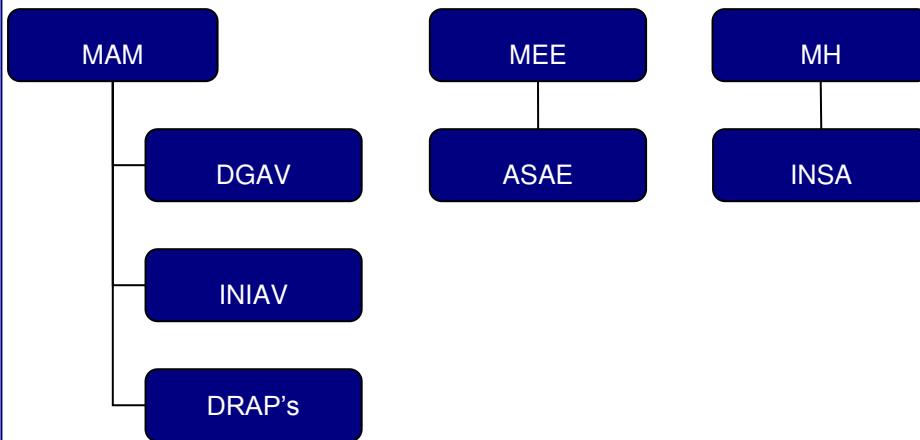 MAM
MEE
MH
DGAV
ASAE
INSA
INIAV
DRAP’s